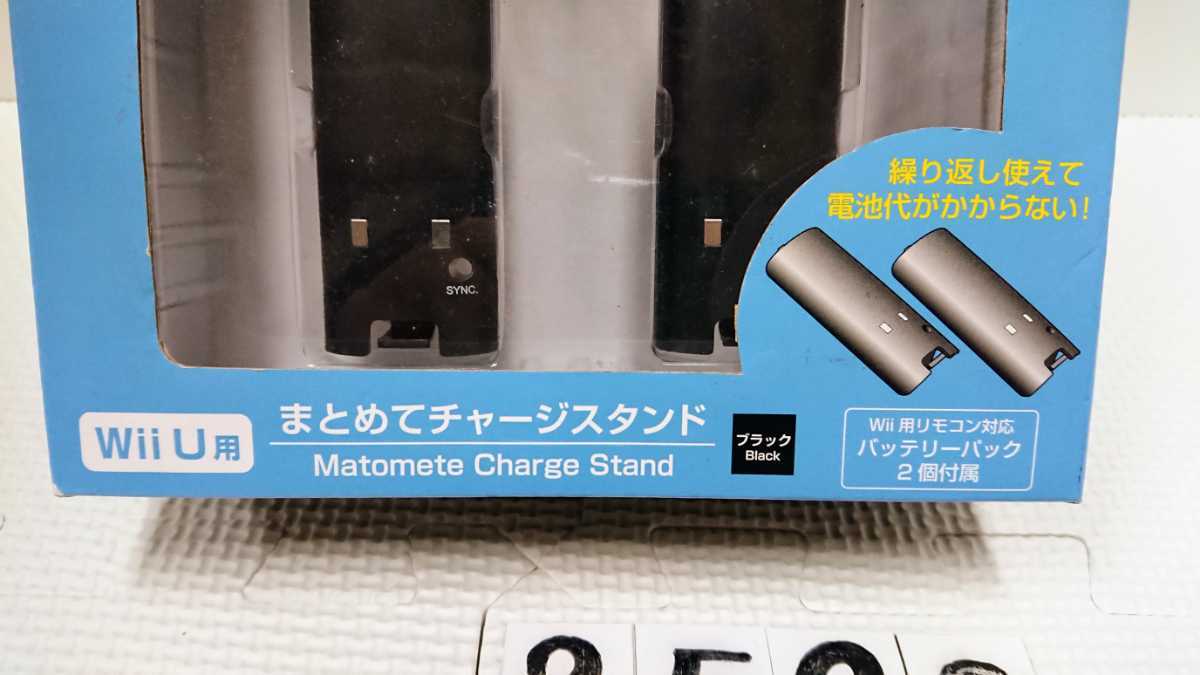 繰り返し使えて
電池代がかからない!
SYNC.
Wii U用
まとめてチャージスタンド
Matomete Charge Stand
ブラック
Black
Wii 用リモコン対応
バッテリーパック
2個付属